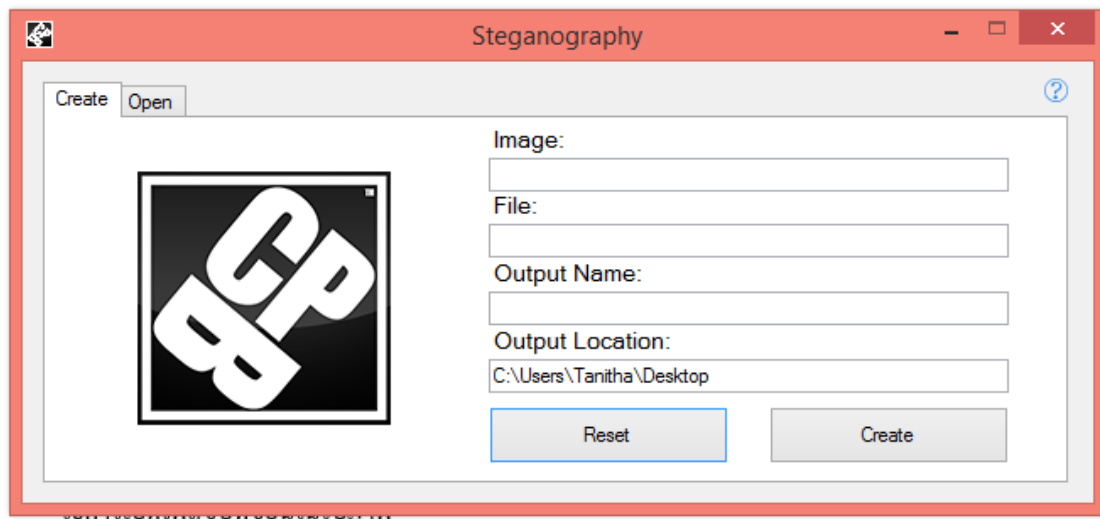 Steganography
Create
Open
Image:
File:
Output Name:
Output Location:
C:\Users\Tanitha\Desktop
Reset
Create
CPB